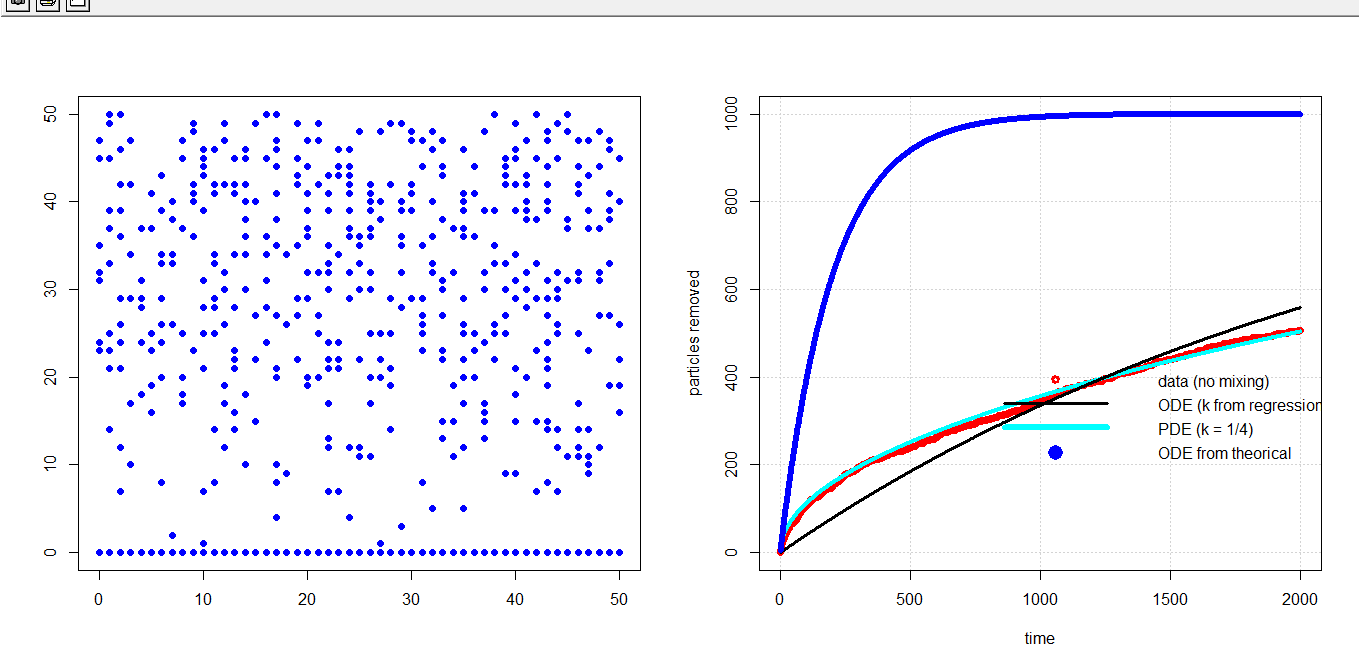 50
40
30
20
10
0
0 10 20 30 40 50
particles removed
1000
800
600
400
200
0
0 500 1000 1500 2000
time
data (no mixing)
ODE (k from regression
PDE (k = 1/4)
ODE from theorical